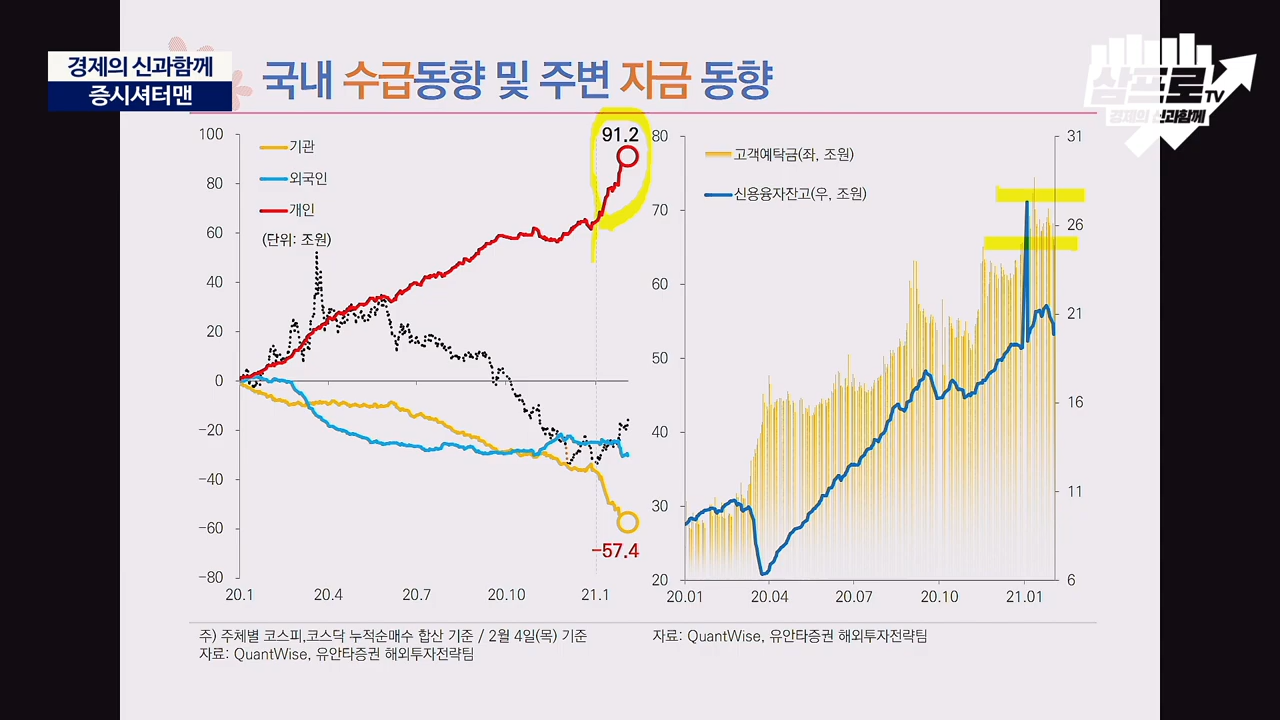 경제의 신과함께
증시셔터맨
국내 수급동향 및 주변 자금 동향
삼프로TV
경제의 신과함께
100
80
60
40
20
0
-20
-40
-60
-80
기관
외국인
개인
(단위: 조원)
91.2
-57.4
20.1 20.4 20.7 20.10 21.1
80
70
60
50
40
30
20
고객예탁금(좌, 조원)
신용융자잔고(우, 조원)
31
26
21
16
11
6
20.01 20.04 20.07 20.10 21.01
주) 주체별 코스피,코스닥 누적순매수 합산 기준 / 2월 4일(목) 기준
자료: QuantWise, 유안타증권 해외투자전략팀
자료: QuantWise, 유안타증권 해외투자전략팀